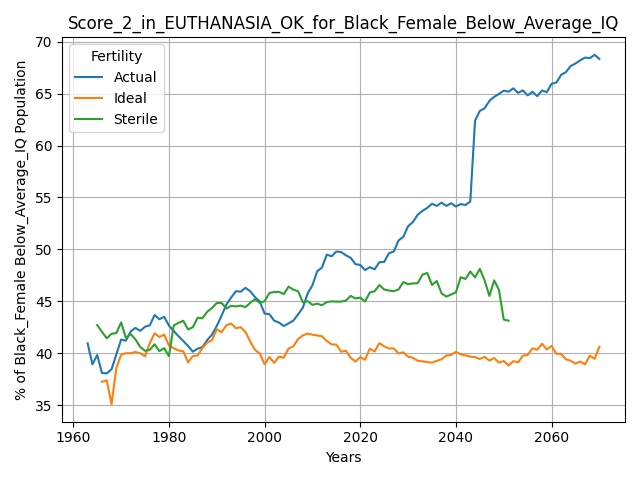 Score_2_in_EUTHANASIA_OK_for_Black_Female_Below_Average_IQ
% of Black_Female Below_Average_IQ Population
70
65
60
55
50
45
40
35
Fertility
Actual
Ideal
Sterile
1960
1980
2000
2020
2040
2060
Years